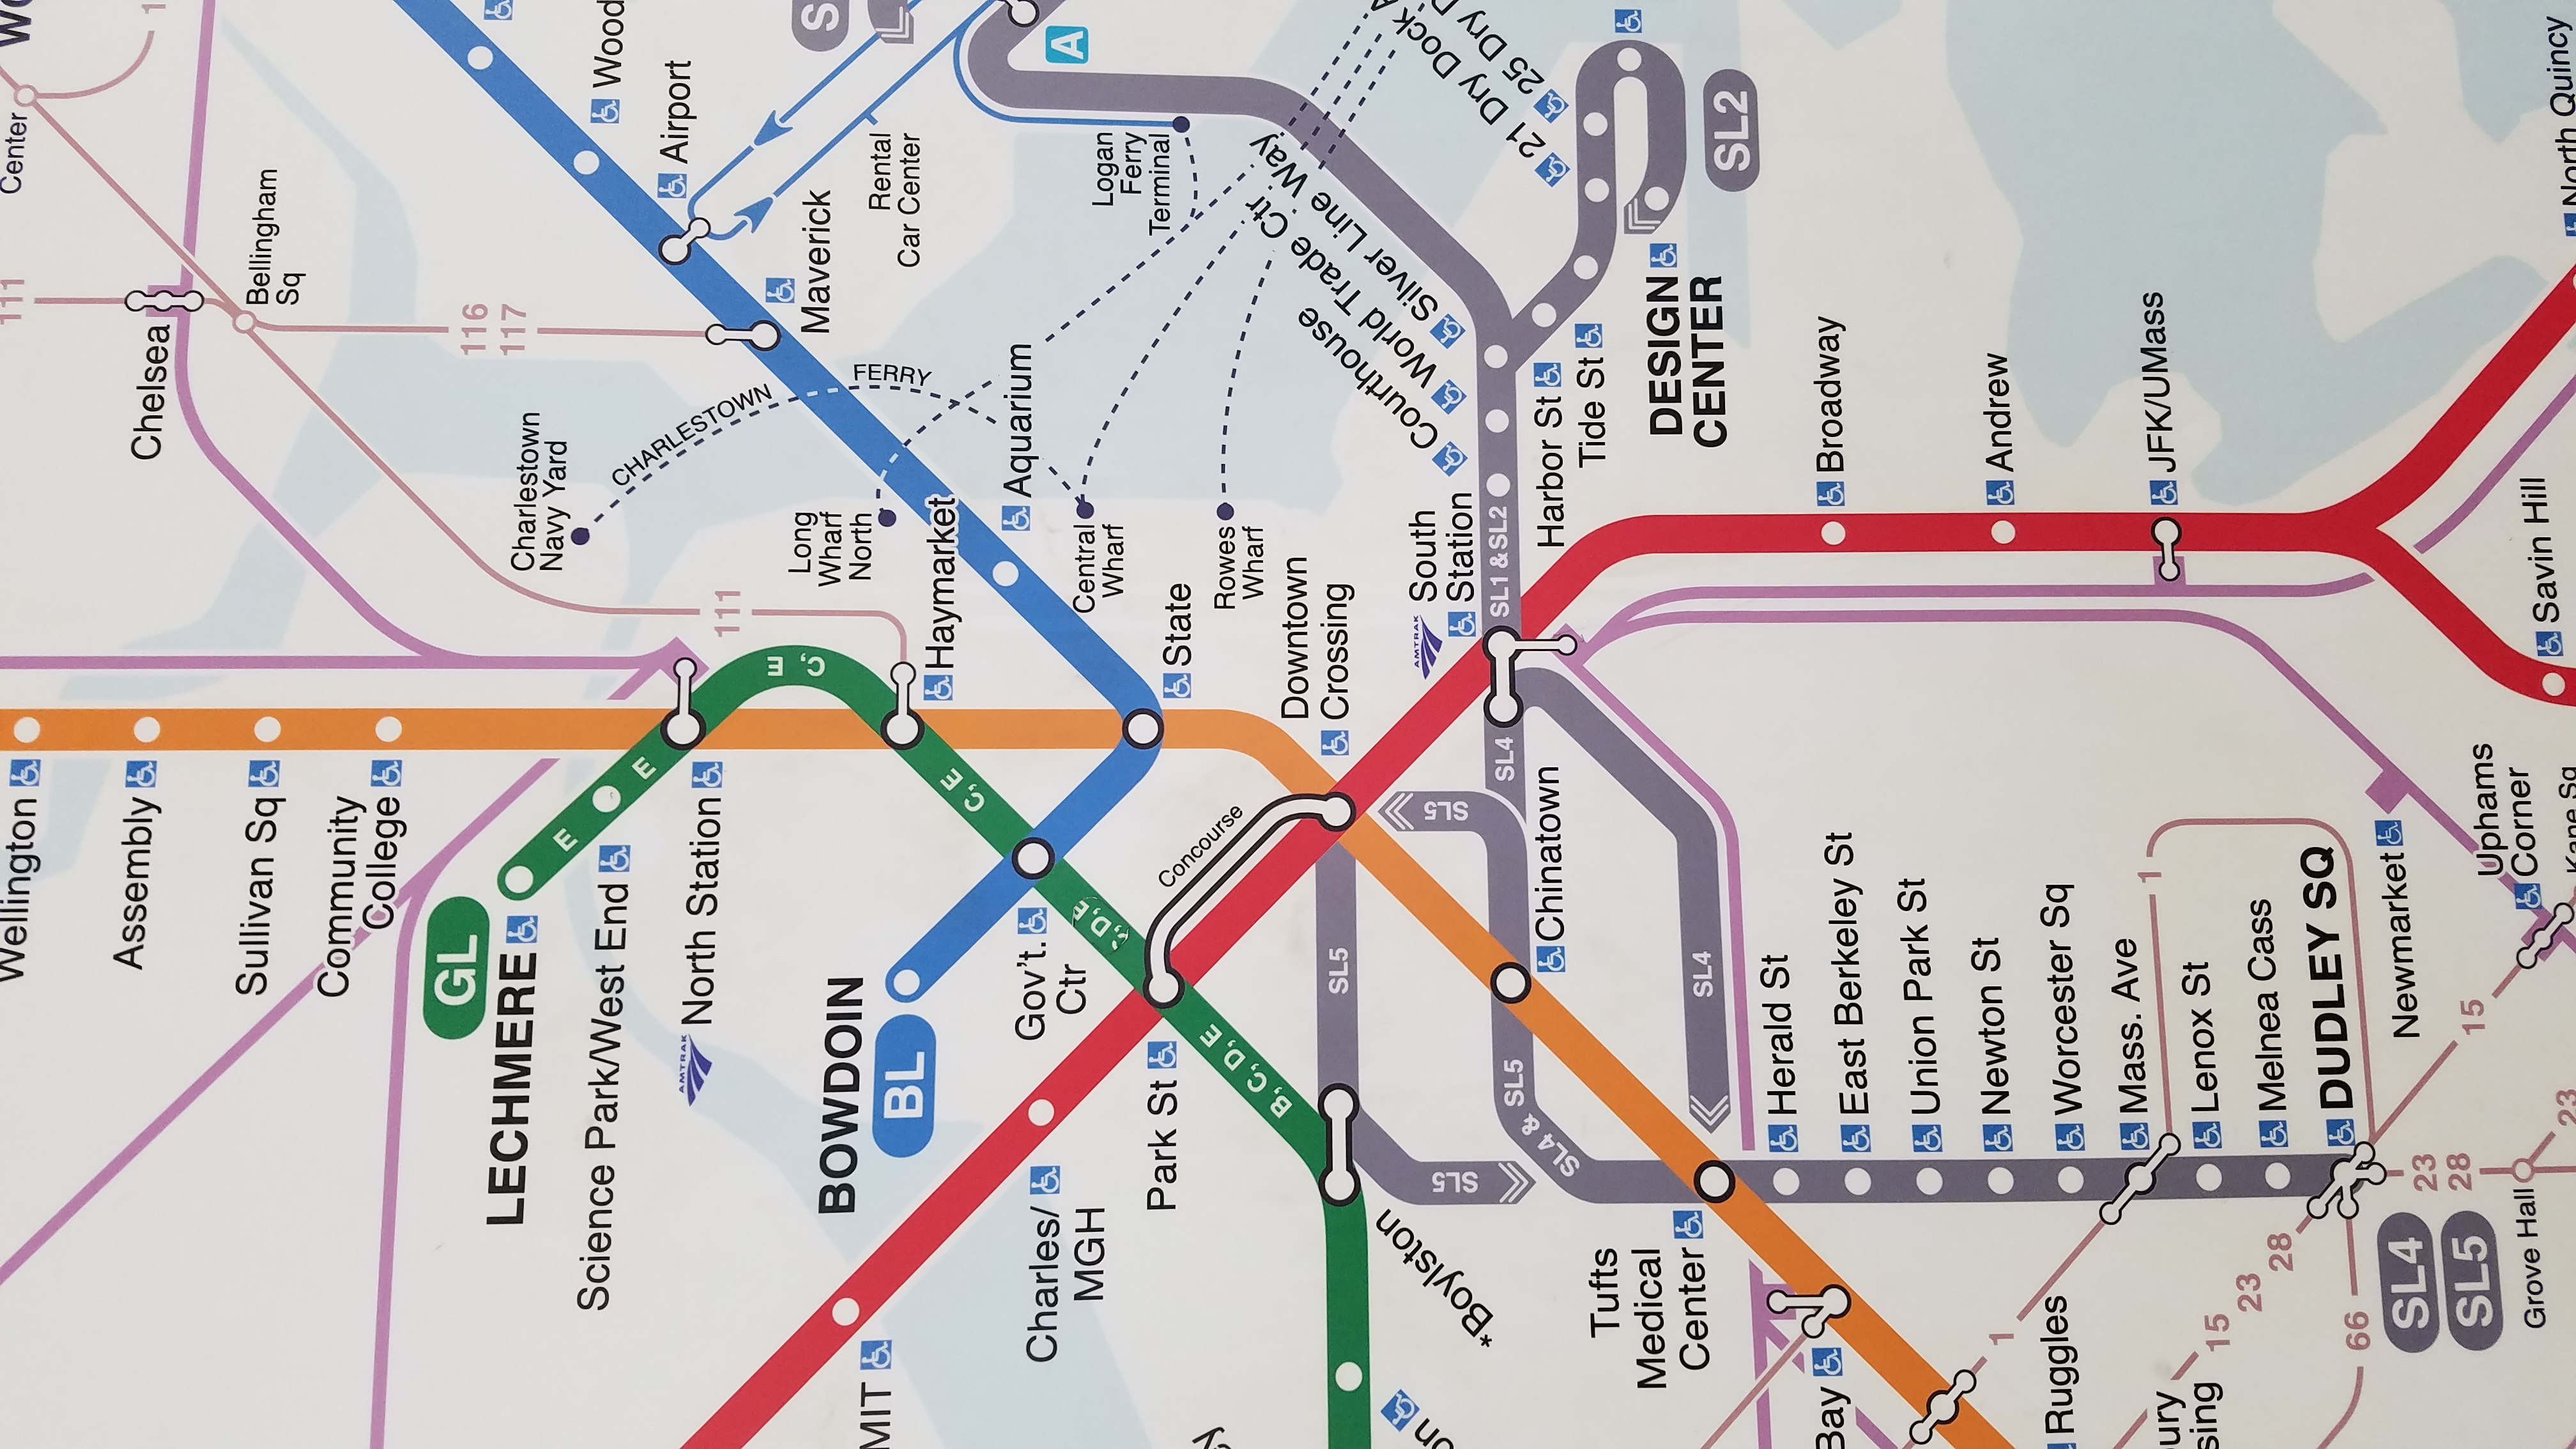 Wellington
111
Center
Assembly
Chelsea
Sullivan Sq
Bellingham
Sq
Community
College
GL
LECHMERE
116
117
Charlestown
Navy Yard
E
Science Park/West End
E
CHARLESTOWN
FERRY
Wood
Airport
AMTRAK
North Station
111
C, E
Long
Wharf
North
Maverick
BOWDOIN
BL
MIT
Rental
Car Center
S
Haymarket
C, E
Charles/
MGH
Gov't.
Ctr
C, D, E
Aquarium
Central
Wharf
A
Logan
Ferry
Terminal
Park St
Concourse
State
B, C, D, E
Rowes
Wharf
Downtown
Crossing
SL5
*Boylston
SL5
SL5
Courthouse
World Trade Ctr
Silver Line Way
AMTRAK
South
Station
SL4 & SL5
SL4
SL1 & SL2
Chinatown
Harbor St
Tide St
21 Dry Dock
25 Dry
Tufts
Medical
Center
SL4
DESIGN
CENTER
SL2
Herald St
Bay
East Berkeley St
Broadway
Union Park St
Newton St
1
Andrew
Ruggles
Worcester Sq
Mass. Ave
1
JFK/UMass
ury
sing
15
23
28
Lenox St
Melnea Cass
DUDLEY SQ
66
SL4
SL5
23
28
Newmarket
15
Uphams
Corner
Grove Hall
23
Kane Sq
Savin Hill
North Quincy